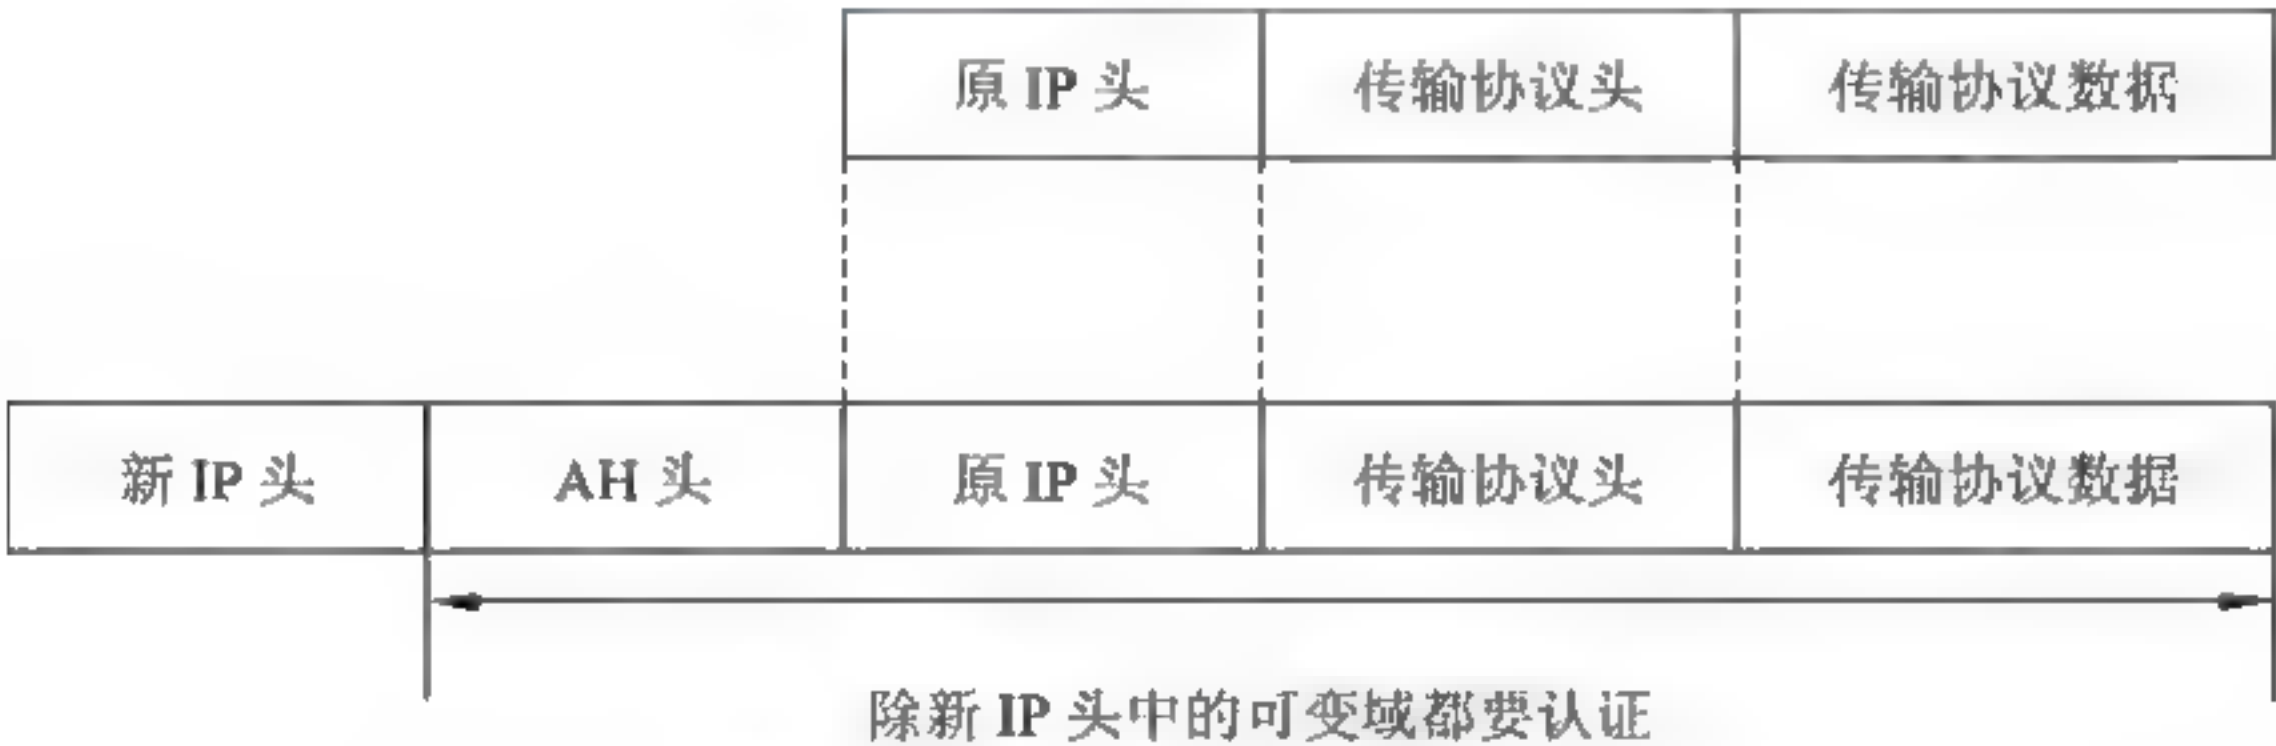 原 IP 头 传输协议头 传输协议数据
新 IP 头 AH 头 原 IP 头 传输协议头 传输协议数据
除新 IP 头中的可变域都要认证